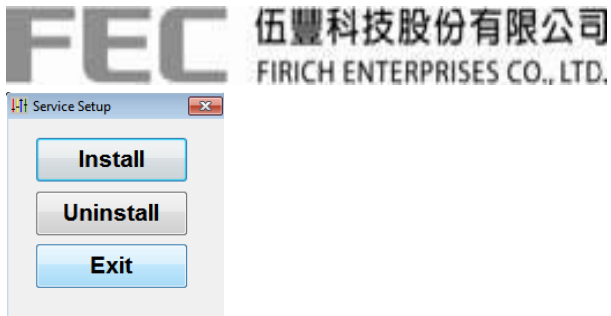 FEC
伍豐科技股份有限公司
FIRICH ENTERPRISES CO., LTD.
Service Setup
Install
Uninstall
Exit